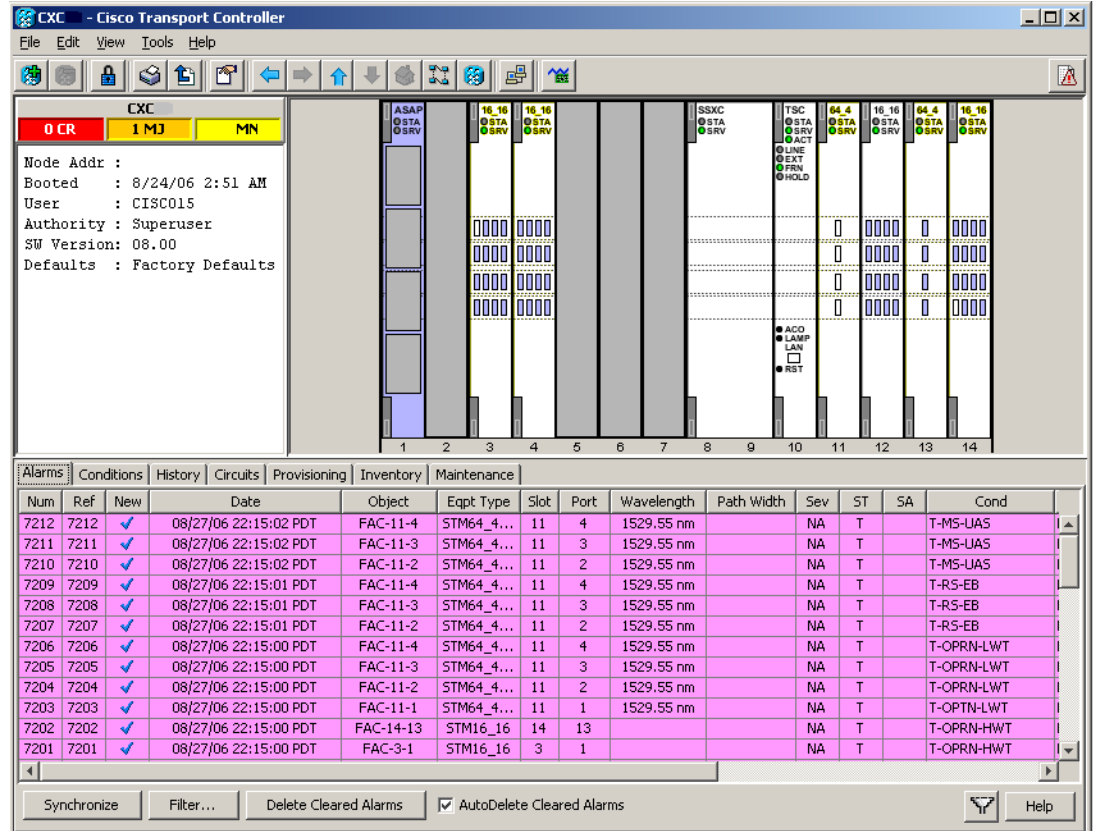 CXC - Cisco Transport Controller
File Edit View Tools Help
CXC
0 CR 1 MJ MN
Node Addr :
Booted : 8/24/06 2:51 AM
User : CISCO15
Authority : Superuser
SW Version: 08.00
Defaults : Factory Defaults
ASAP 16_16 16_16 SSXC TSC 64_4 16_16 64_4 16_16
STA STA STA STA STA STA STA STA STA
SRV SRV SRV SRV SRV SRV SRV SRV SRV
ACT
LINE
EXT
FRN
HOLD
ACO
LAMP
LAN
RST
1 2 3 4 5 6 7 8 9 10 11 12 13 14
Alarms Conditions History Circuits Provisioning Inventory Maintenance
Num Ref New Date Object Eqpt Type Slot Port Wavelength Path Width Sev ST SA Cond
7212 7212 08/27/06 22:15:02 PDT FAC-11-4 STM64_4... 11 4 1529.55 nm NA T T-MS-UAS
7211 7211 08/27/06 22:15:02 PDT FAC-11-3 STM64_4... 11 3 1529.55 nm NA T T-MS-UAS
7210 7210 08/27/06 22:15:02 PDT FAC-11-2 STM64_4... 11 2 1529.55 nm NA T T-MS-UAS
7209 7209 08/27/06 22:15:01 PDT FAC-11-4 STM64_4... 11 4 1529.55 nm NA T T-RS-EB
7208 7208 08/27/06 22:15:01 PDT FAC-11-3 STM64_4... 11 3 1529.55 nm NA T T-RS-EB
7207 7207 08/27/06 22:15:01 PDT FAC-11-2 STM64_4... 11 2 1529.55 nm NA T T-RS-EB
7206 7206 08/27/06 22:15:00 PDT FAC-11-4 STM64_4... 11 4 1529.55 nm NA T T-OPRN-LWT
7205 7205 08/27/06 22:15:00 PDT FAC-11-3 STM64_4... 11 3 1529.55 nm NA T T-OPRN-LWT
7204 7204 08/27/06 22:15:00 PDT FAC-11-2 STM64_4... 11 2 1529.55 nm NA T T-OPRN-LWT
7203 7203 08/27/06 22:15:00 PDT FAC-11-1 STM64_4... 11 1 1529.55 nm NA T T-OPTN-LWT
7202 7202 08/27/06 22:15:00 PDT FAC-14-13 STM16_16 14 13 NA T T-OPRN-HWT
7201 7201 08/27/06 22:15:00 PDT FAC-3-1 STM16_16 3 1 NA T T-OPRN-HWT
Synchronize Filter... Delete Cleared Alarms AutoDelete Cleared Alarms Help